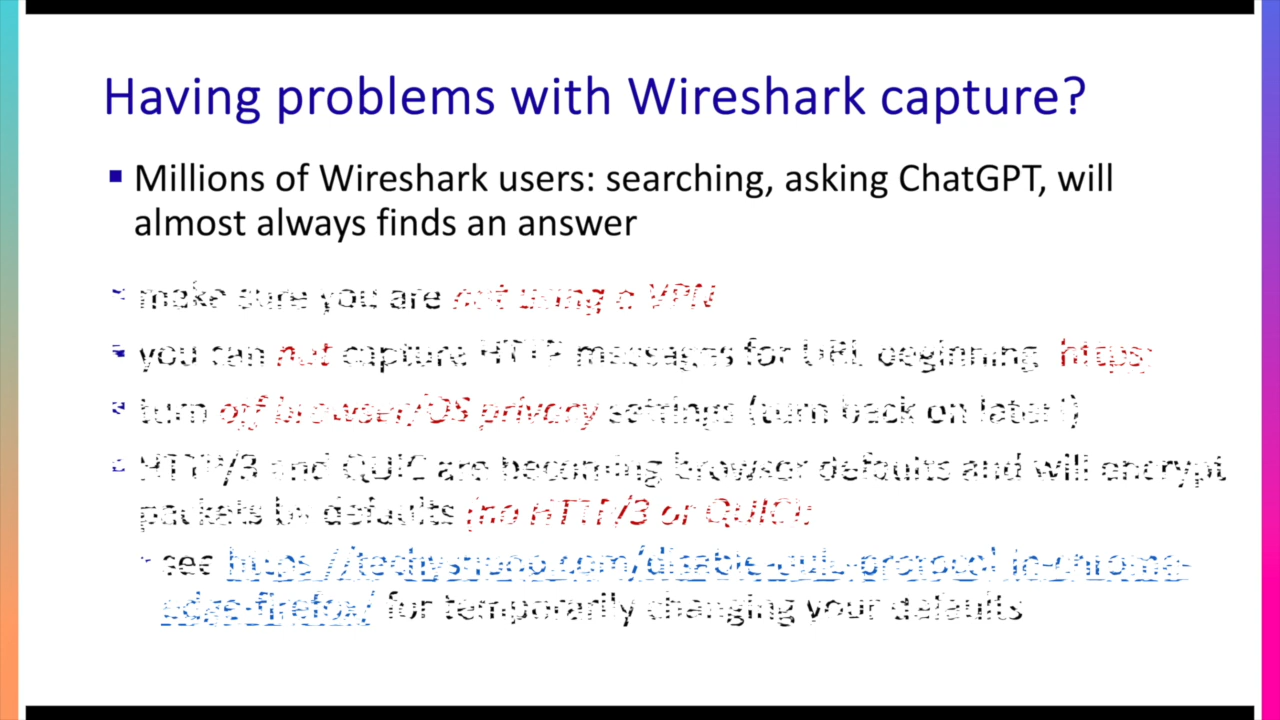 Having problems with Wireshark capture?
Millions of Wireshark users: searching, asking ChatGPT, will
almost always finds an answer
make sure you are not using a VPN
you can not capture HTTP messages for URL beginning https:
turn off browser/OS privacy settings (turn back on later!)
HTTP/3 and QUIC are becoming browser defaults and will encrypt
packets by defaults (no HTTP/3 or QUIC):
see for temporarily changing your defaults